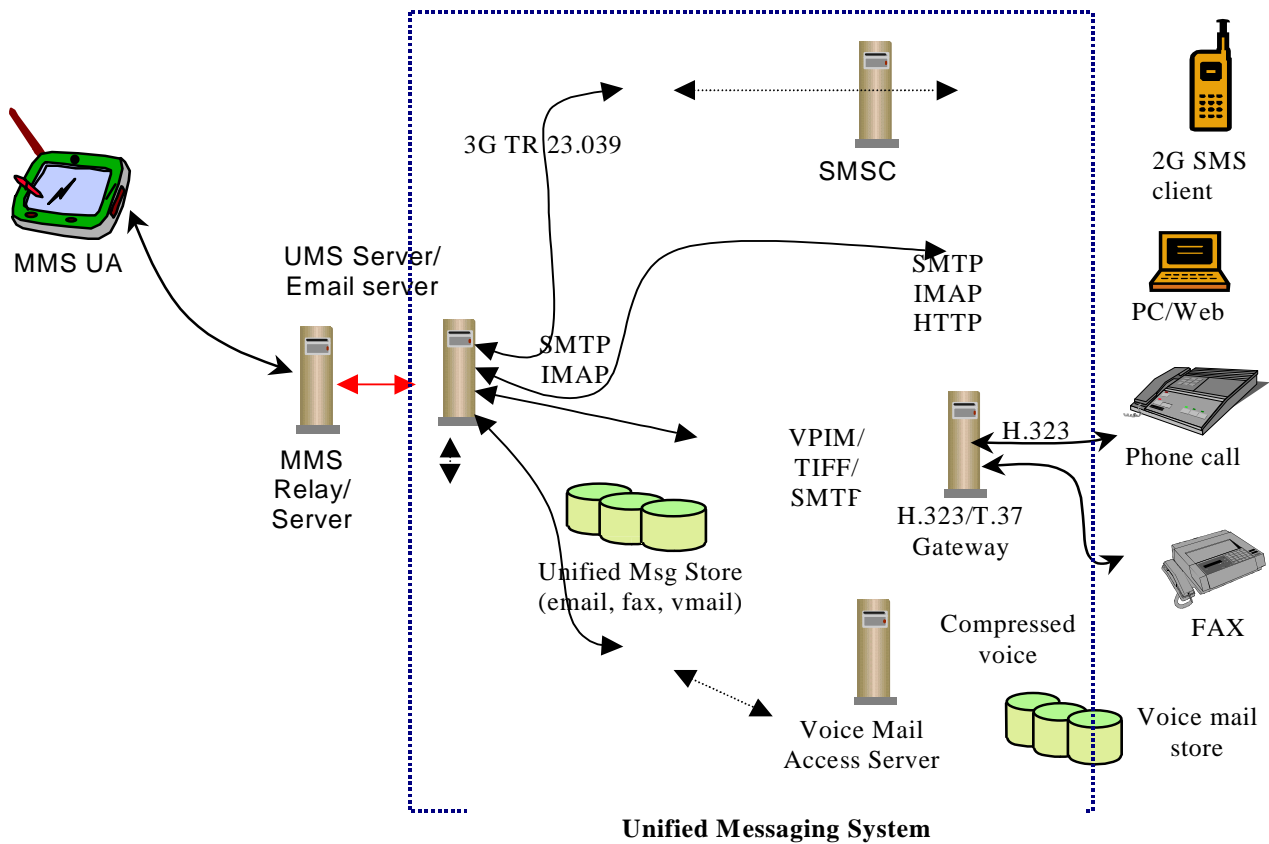 3G TR 23.039
SMSC
2G SMS
client
MMS UA
UMS Server/
Email server
SMTP
IMAP
HTTP
PC/Web
SMTP
IMAP
MMS
Relay/
Server
VPIM/
TIFF/
SMTF
H.323
Phone call
H.323/T.37
Gateway
Unified Msg Store
(email, fax, vmail)
FAX
Compressed
voice
Voice Mail
Access Server
Voice mail
store
Unified Messaging System